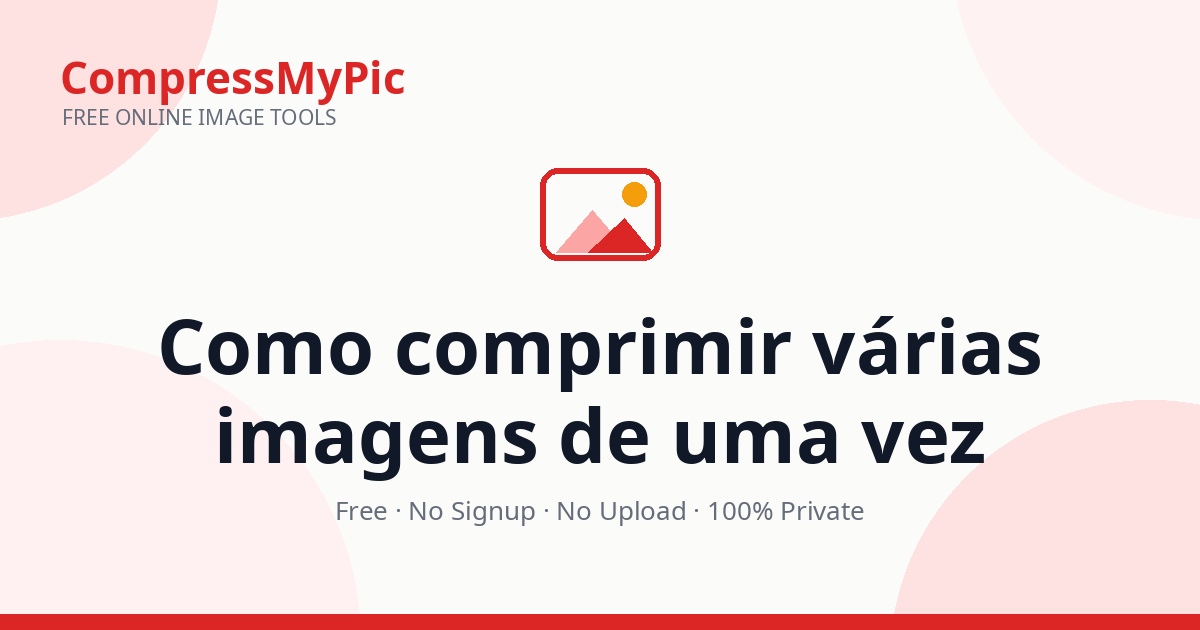 CompressMyPic
FREE ONLINE IMAGE TOOLS
Como comprimir várias
imagens de uma vez
Free · No Signup · No Upload · 100% Private